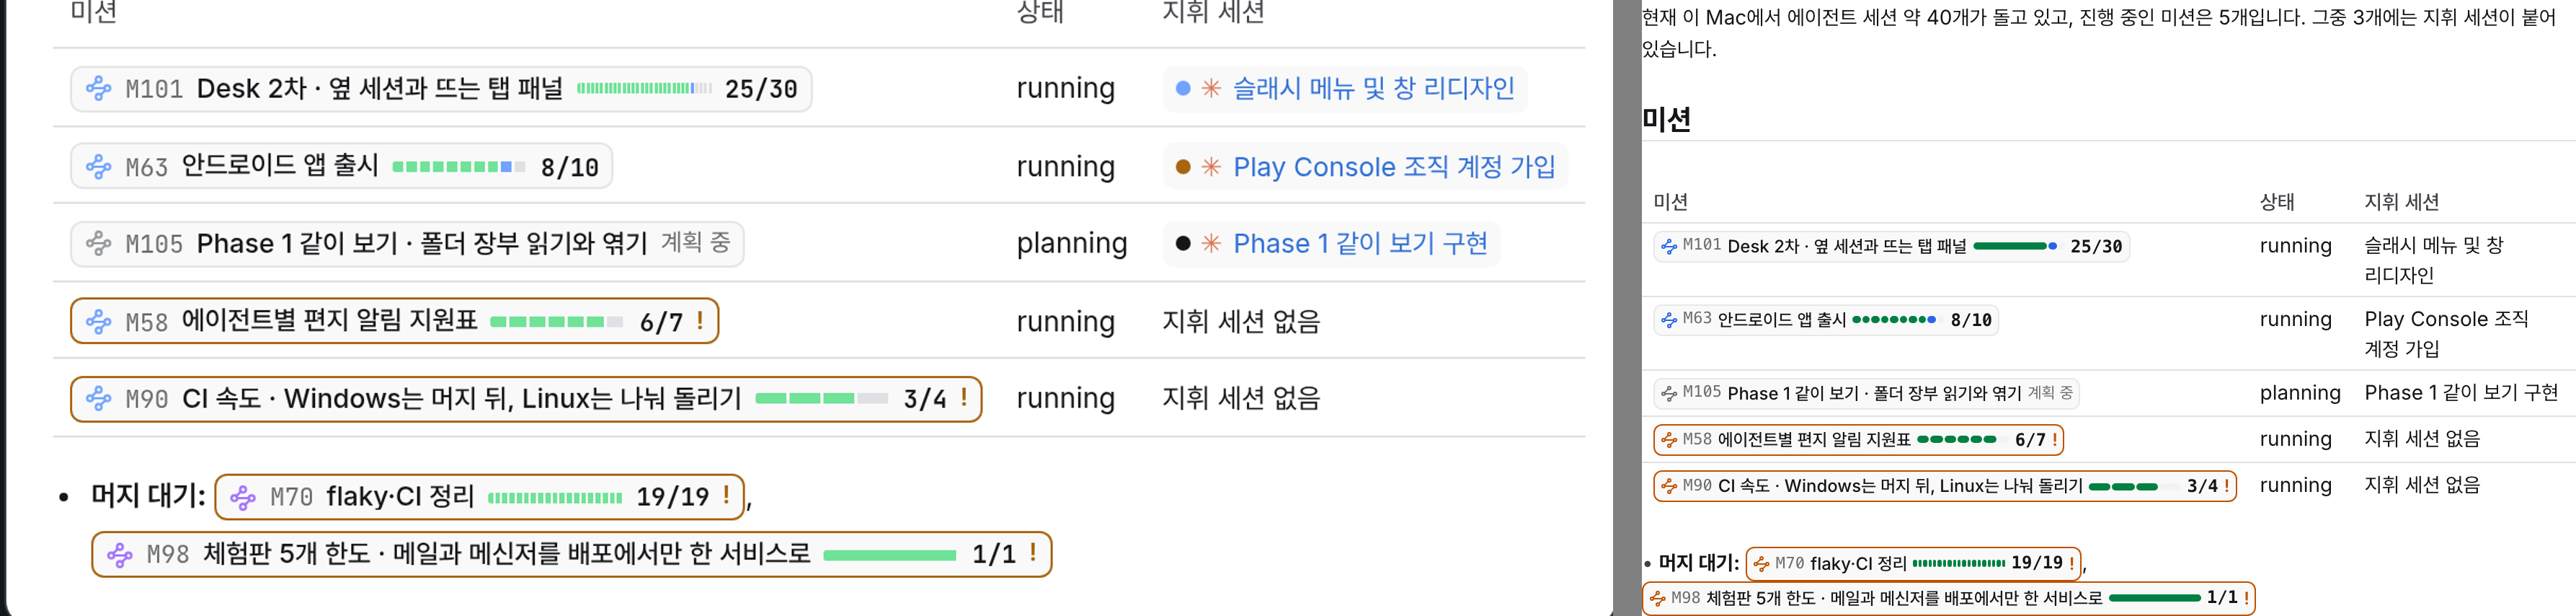 미션 상태 지휘 세션
M101 Desk 2차 · 옆 세션과 뜨는 탭 패널 25/30 running 슬래시 메뉴 및 창 리디자인
M63 안드로이드 앱 출시 8/10 running Play Console 조직 계정 가입
M105 Phase 1 같이 보기 · 폴더 장부 읽기와 엮기 계획 중 planning Phase 1 같이 보기 구현
M58 에이전트별 편지 알림 지원표 6/7 ! running 지휘 세션 없음
M90 CI 속도 · Windows는 머지 뒤, Linux는 나눠 돌리기 3/4 ! running 지휘 세션 없음
• 머지 대기: M70 flaky·CI 정리 19/19 !,
M98 체험판 5개 한도 · 메일과 메신저를 배포에서만 한 서비스로 1/1 !
현재 이 Mac에서 에이전트 세션 약 40개가 돌고 있고, 진행 중인 미션은 5개입니다. 그중 3개에는 지휘 세션이 붙어
있습니다.
미션
미션 상태 지휘 세션
M101 Desk 2차 · 옆 세션과 뜨는 탭 패널 25/30 running 슬래시 메뉴 및 창
리디자인
M63 안드로이드 앱 출시 8/10 running Play Console 조직
계정 가입
M105 Phase 1 같이 보기 · 폴더 장부 읽기와 엮기 계획 중 planning Phase 1 같이 보기 구현
M58 에이전트별 편지 알림 지원표 6/7 ! running 지휘 세션 없음
M90 CI 속도 · Windows는 머지 뒤, Linux는 나눠 돌리기 3/4 ! running 지휘 세션 없음
• 머지 대기: M70 flaky·CI 정리 19/19 !,
M98 체험판 5개 한도 · 메일과 메신저를 배포에서만 한 서비스로 1/1 !